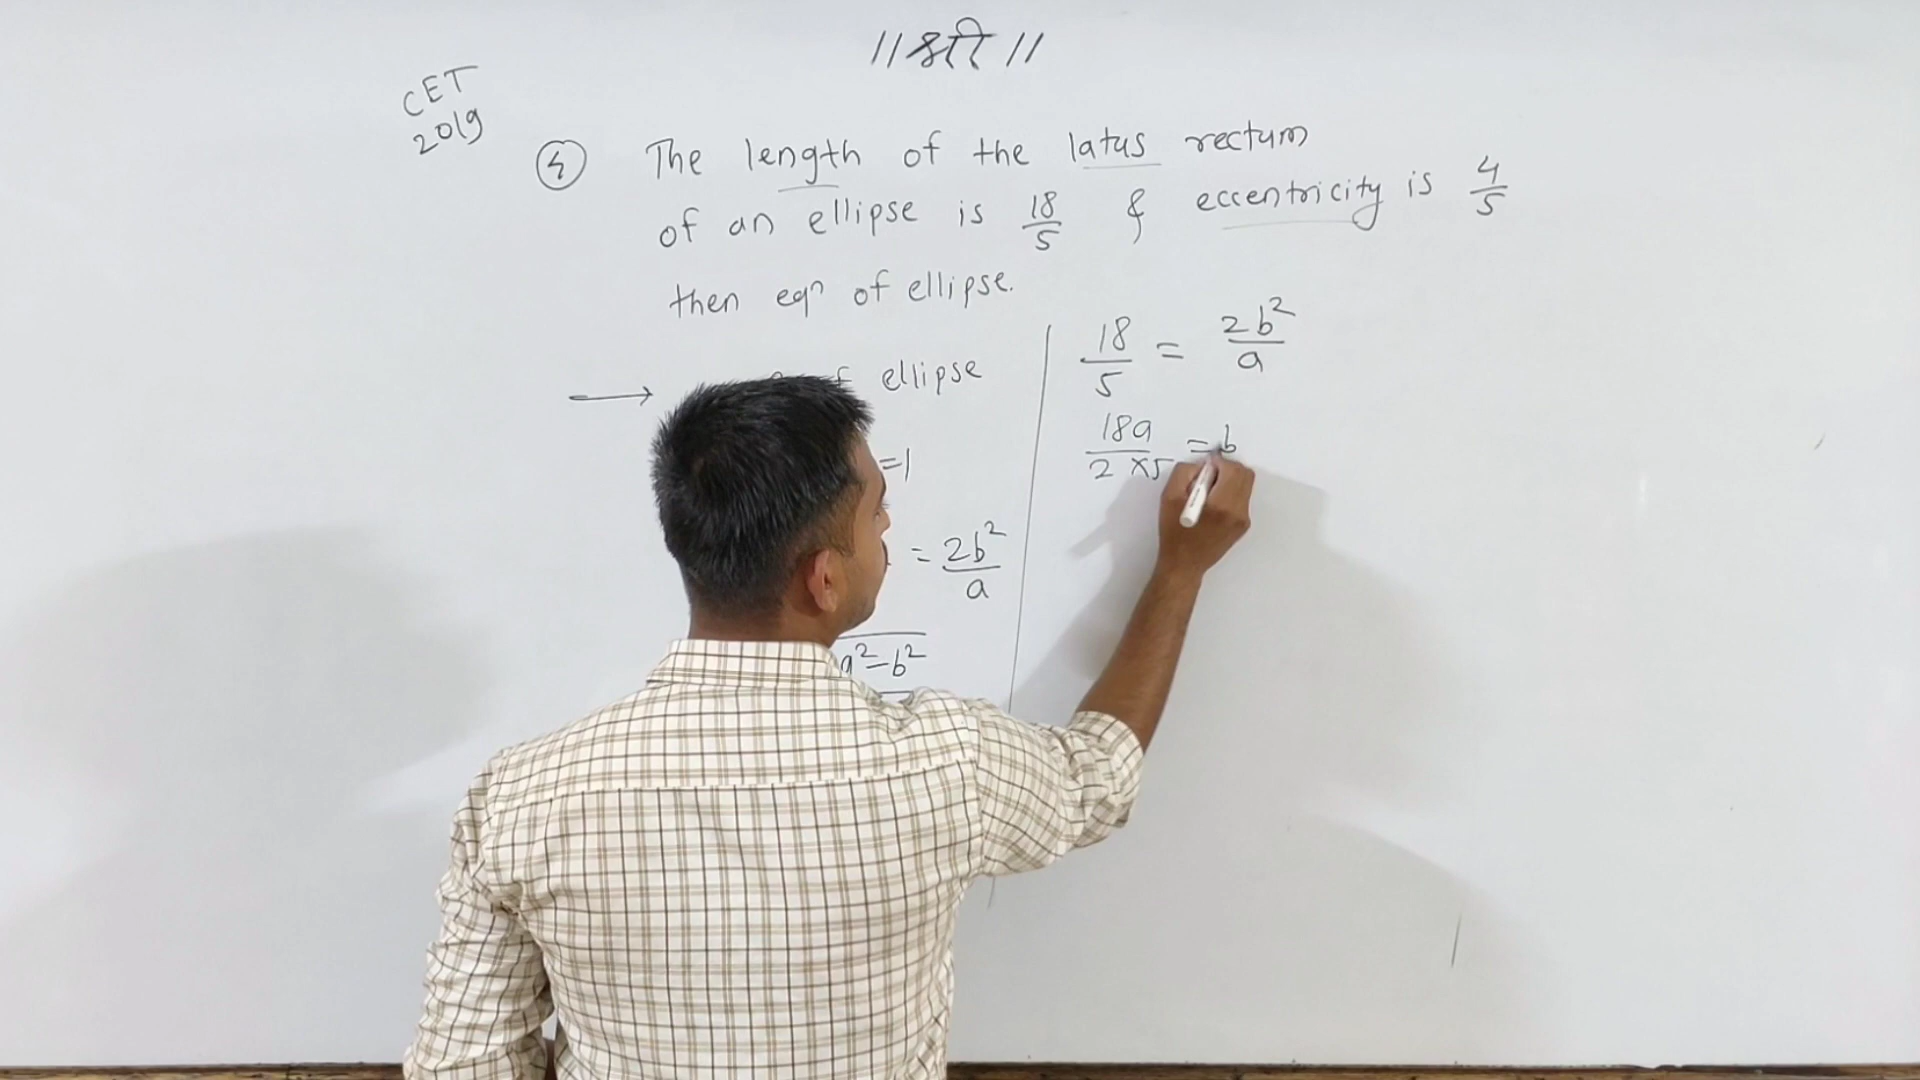 ॥ श्री ॥
CET
2019
4 The length of the latus rectum
of an ellipse is 18/5 & eccentricity is 4/5
then eqn of ellipse.
→ ellipse
=1
= 2b²/a
a²-b²
18/5 = 2b²/a
18a/2×5 = b